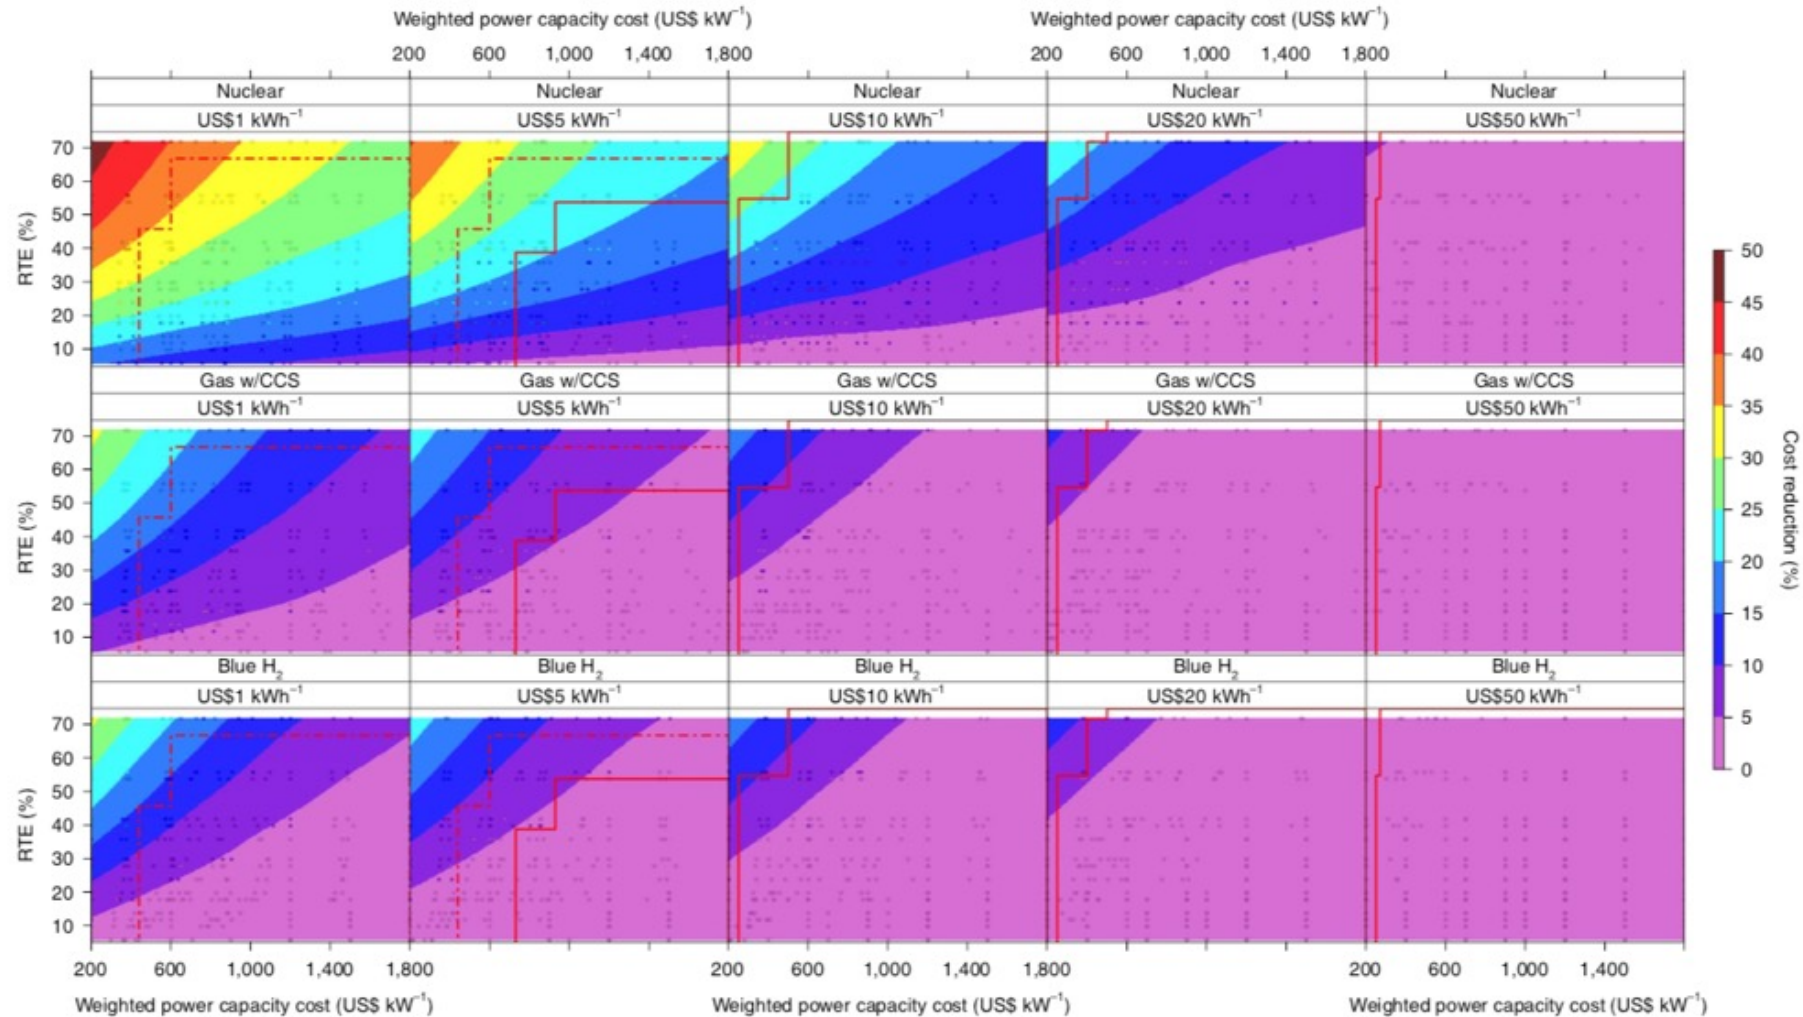 Weighted power capacity cost (US$ kW⁻¹) Weighted power capacity cost (US$ kW⁻¹)
200 600 1,000 1,400 1,800 200 600 1,000 1,400 1,800
Nuclear Nuclear Nuclear Nuclear Nuclear
US$1 kWh⁻¹ US$5 kWh⁻¹ US$10 kWh⁻¹ US$20 kWh⁻¹ US$50 kWh⁻¹
70
60
50
40
30
20
10
RTE (%)
Gas w/CCS Gas w/CCS Gas w/CCS Gas w/CCS Gas w/CCS
US$1 kWh⁻¹ US$5 kWh⁻¹ US$10 kWh⁻¹ US$20 kWh⁻¹ US$50 kWh⁻¹
70
60
50
40
30
20
10
RTE (%)
Blue H₂ Blue H₂ Blue H₂ Blue H₂ Blue H₂
US$1 kWh⁻¹ US$5 kWh⁻¹ US$10 kWh⁻¹ US$20 kWh⁻¹ US$50 kWh⁻¹
70
60
50
40
30
20
10
RTE (%)
200 600 1,000 1,400 1,800 200 600 1,000 1,400 1,800 200 600 1,000 1,400
Weighted power capacity cost (US$ kW⁻¹) Weighted power capacity cost (US$ kW⁻¹) Weighted power capacity cost (US$ kW⁻¹)
50
45
40
35
30
25
20
15
10
5
0
Cost reduction (%)